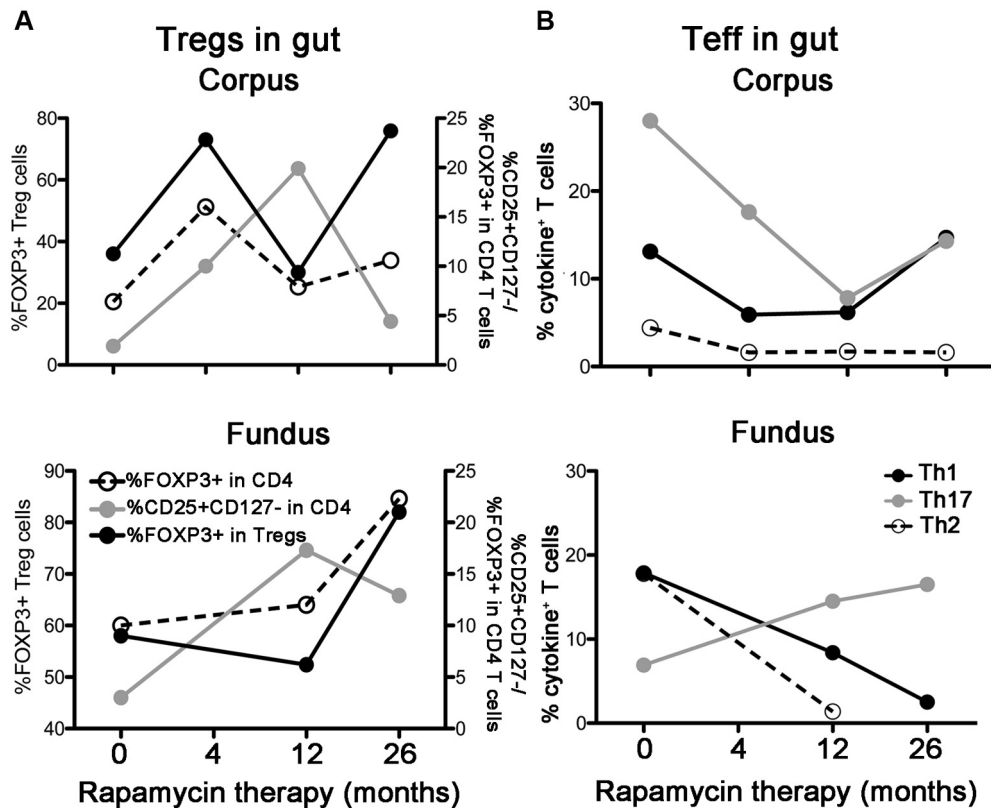 A
Tregs in gut
Corpus
%FOXP3+ Treg cells
80
60
40
20
0
25
20
15
10
5
0
%CD25+CD127-/
%FOXP3+ in CD4 T cells
Fundus
%FOXP3+ Treg cells
90
80
70
60
50
40
%FOXP3+ in CD4
%CD25+CD127- in CD4
%FOXP3+ in Tregs
25
20
15
10
5
0
%CD25+CD127-/
%FOXP3+ in CD4 T cells
0 4 12 26
Rapamycin therapy (months)
B
Teff in gut
Corpus
% cytokine⁺ T cells
30
20
10
0
Fundus
% cytokine⁺ T cells
30
20
10
0
Th1
Th17
Th2
0 4 12 26
Rapamycin therapy (months)